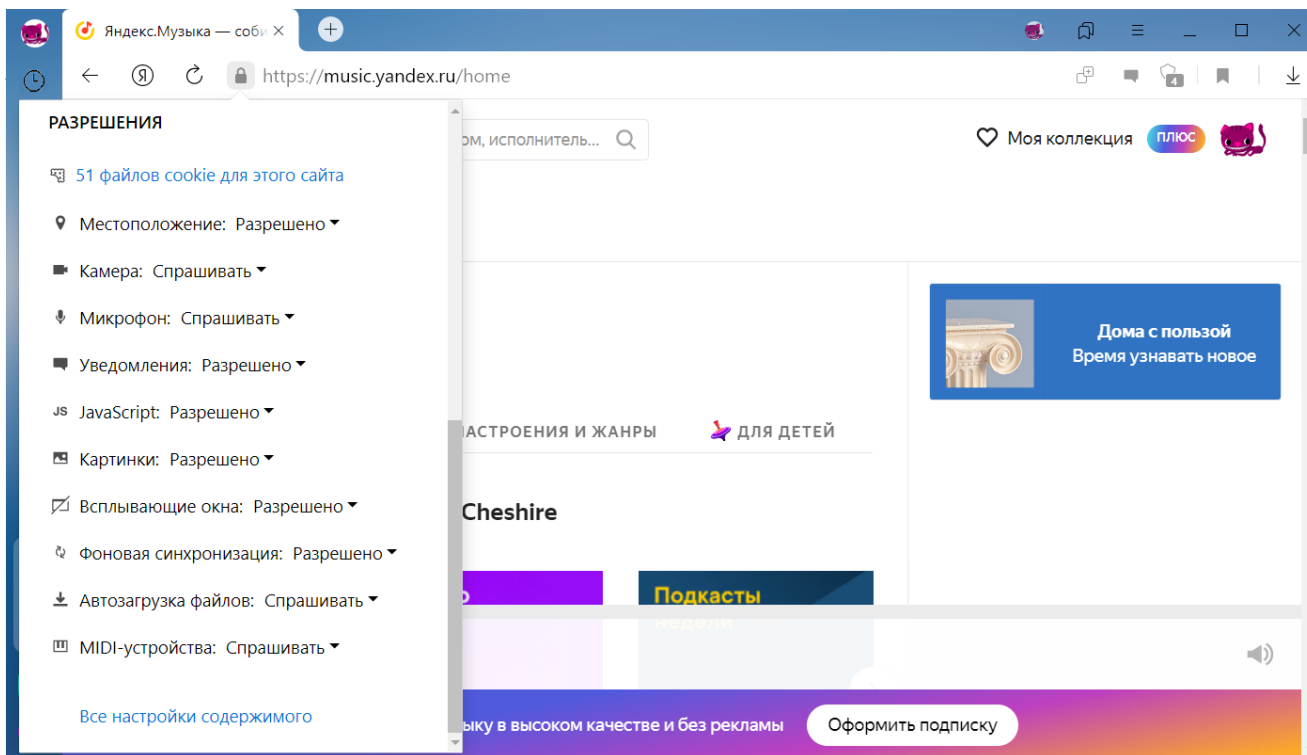 Яндекс.Музыка — соби
https://music.yandex.ru/home
4
РАЗРЕШЕНИЯ
51 файлов cookie для этого сайта
Местоположение: Разрешено
Камера: Спрашивать
Микрофон: Спрашивать
Уведомления: Разрешено
JS JavaScript: Разрешено
Картинки: Разрешено
Всплывающие окна: Разрешено
Фоновая синхронизация: Разрешено
Автозагрузка файлов: Спрашивать
MIDI-устройства: Спрашивать
Все настройки содержимого
ом, исполнитель...
Моя коллекция
плюс
Дома с пользой
Время узнавать новое
НАСТРОЕНИЯ И ЖАНРЫ
ДЛЯ ДЕТЕЙ
Cheshire
Подкасты
недели
ыку в высоком качестве и без рекламы
Оформить подписку